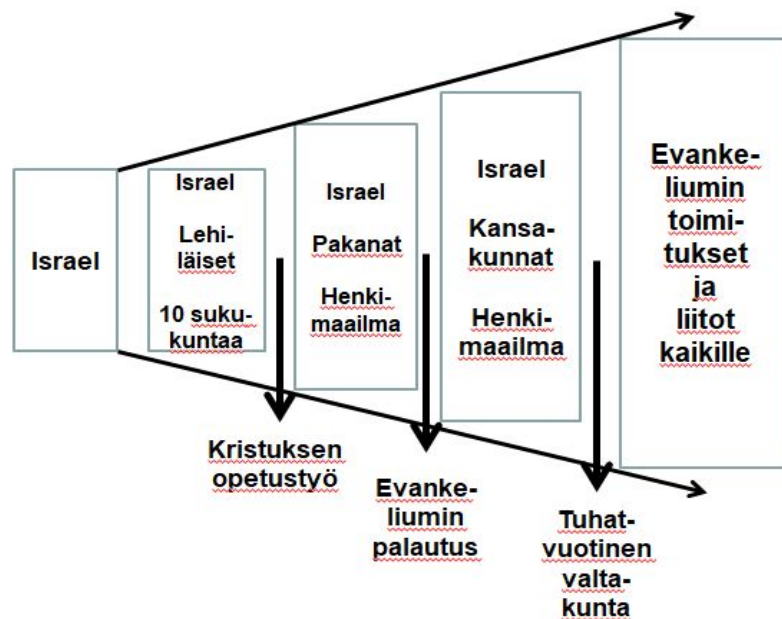 Israel
Israel
Lehi-
läiset
10 suku-
kuntaa
Israel
Pakanat
Henki-
maailma
Israel
Kansa-
kunnat
Henki-
maailma
Evanke-
liumin
toimi-
tukset
ja
liitot
kaikille
Kristuksen
opetustyö
Evanke-
liumin
palautus
Tuhat-
vuotinen
valta-
kunta